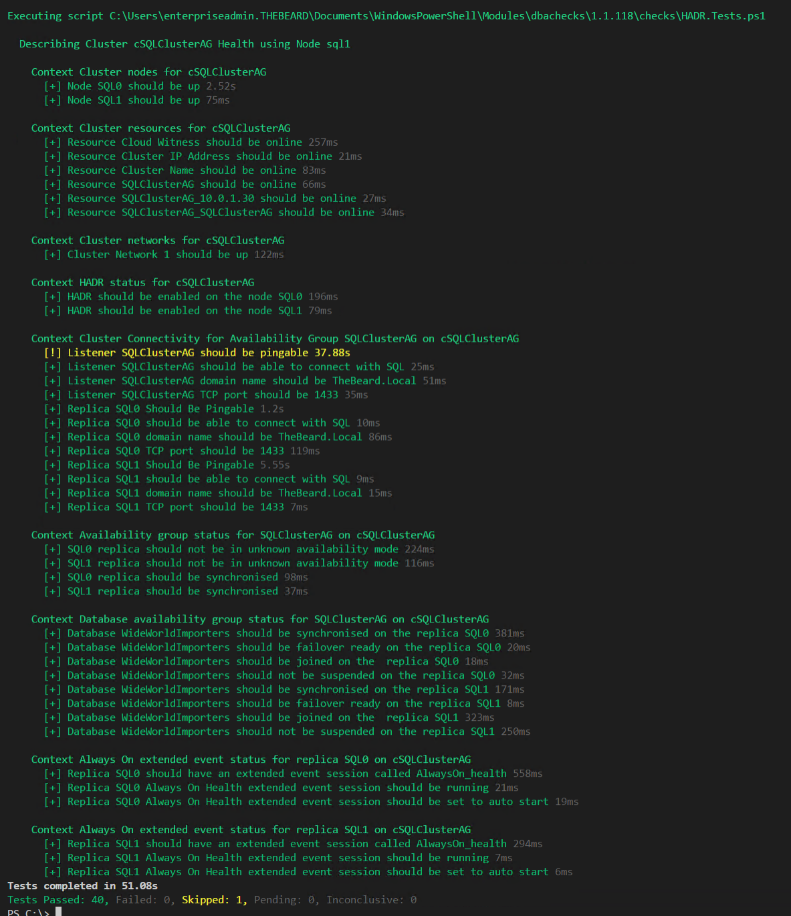 Executing script C:\Users\enterpriseadmin.THEBEARD\Documents\WindowsPowerShell\Modules\dbachecks\1.1.118\checks\HADR.Tests.ps1
Describing Cluster cSQLClusterAG Health using Node sql1
Context Cluster nodes for cSQLClusterAG
[+] Node SQL0 should be up 2.52s
[+] Node SQL1 should be up 75ms
Context Cluster resources for cSQLClusterAG
[+] Resource Cloud Witness should be online 257ms
[+] Resource Cluster IP Address should be online 21ms
[+] Resource Cluster Name should be online 83ms
[+] Resource SQLClusterAG should be online 66ms
[+] Resource SQLClusterAG_10.0.1.30 should be online 27ms
[+] Resource SQLClusterAG_SQLClusterAG should be online 34ms
Context Cluster networks for cSQLClusterAG
[+] Cluster Network 1 should be up 122ms
Context HADR status for cSQLClusterAG
[+] HADR should be enabled on the node SQL0 196ms
[+] HADR should be enabled on the node SQL1 79ms
Context Cluster Connectivity for Availability Group SQLClusterAG on cSQLClusterAG
[!] Listener SQLClusterAG should be pingable 37.88s
[+] Listener SQLClusterAG should be able to connect with SQL 25ms
[+] Listener SQLClusterAG domain name should be TheBeard.Local 51ms
[+] Listener SQLClusterAG TCP port should be 1433 35ms
[+] Replica SQL0 Should Be Pingable 1.2s
[+] Replica SQL0 should be able to connect with SQL 10ms
[+] Replica SQL0 domain name should be TheBeard.Local 86ms
[+] Replica SQL0 TCP port should be 1433 119ms
[+] Replica SQL1 Should Be Pingable 5.55s
[+] Replica SQL1 should be able to connect with SQL 9ms
[+] Replica SQL1 domain name should be TheBeard.Local 15ms
[+] Replica SQL1 TCP port should be 1433 7ms
Context Availability group status for SQLClusterAG on cSQLClusterAG
[+] SQL0 replica should not be in unknown availability mode 224ms
[+] SQL1 replica should not be in unknown availability mode 116ms
[+] SQL0 replica should be synchronised 98ms
[+] SQL1 replica should be synchronised 37ms
Context Database availability group status for SQLClusterAG on cSQLClusterAG
[+] Database WideWorldImporters should be synchronised on the replica SQL0 381ms
[+] Database WideWorldImporters should be failover ready on the replica SQL0 20ms
[+] Database WideWorldImporters should be joined on the  replica SQL0 18ms
[+] Database WideWorldImporters should not be suspended on the replica SQL0 32ms
[+] Database WideWorldImporters should be synchronised on the replica SQL1 171ms
[+] Database WideWorldImporters should be failover ready on the replica SQL1 8ms
[+] Database WideWorldImporters should be joined on the  replica SQL1 323ms
[+] Database WideWorldImporters should not be suspended on the replica SQL1 250ms
Context Always On extended event status for replica SQL0 on cSQLClusterAG
[+] Replica SQL0 should have an extended event session called AlwaysOn_health 558ms
[+] Replica SQL0 Always On Health extended event session should be running 21ms
[+] Replica SQL0 Always On Health extended event session should be set to auto start 19ms
Context Always On extended event status for replica SQL1 on cSQLClusterAG
[+] Replica SQL1 should have an extended event session called AlwaysOn_health 294ms
[+] Replica SQL1 Always On Health extended event session should be running 7ms
[+] Replica SQL1 Always On Health extended event session should be set to auto start 6ms
Tests completed in 51.08s
Tests Passed: 40, Failed: 0, Skipped: 1, Pending: 0, Inconclusive: 0
PS C:\>